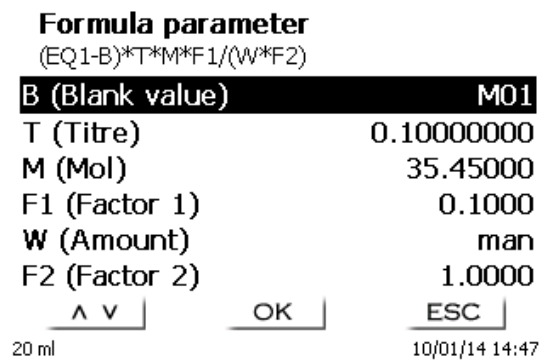 Formula parameter
(EQ1-B)*T*M*F1/(W*F2)
B (Blank value) M01
T (Titre) 0.10000000
M (Mol) 35.45000
F1 (Factor 1) 0.1000
W (Amount) man
F2 (Factor 2) 1.0000
∧ ∨ OK ESC
20 ml 10/01/14 14:47